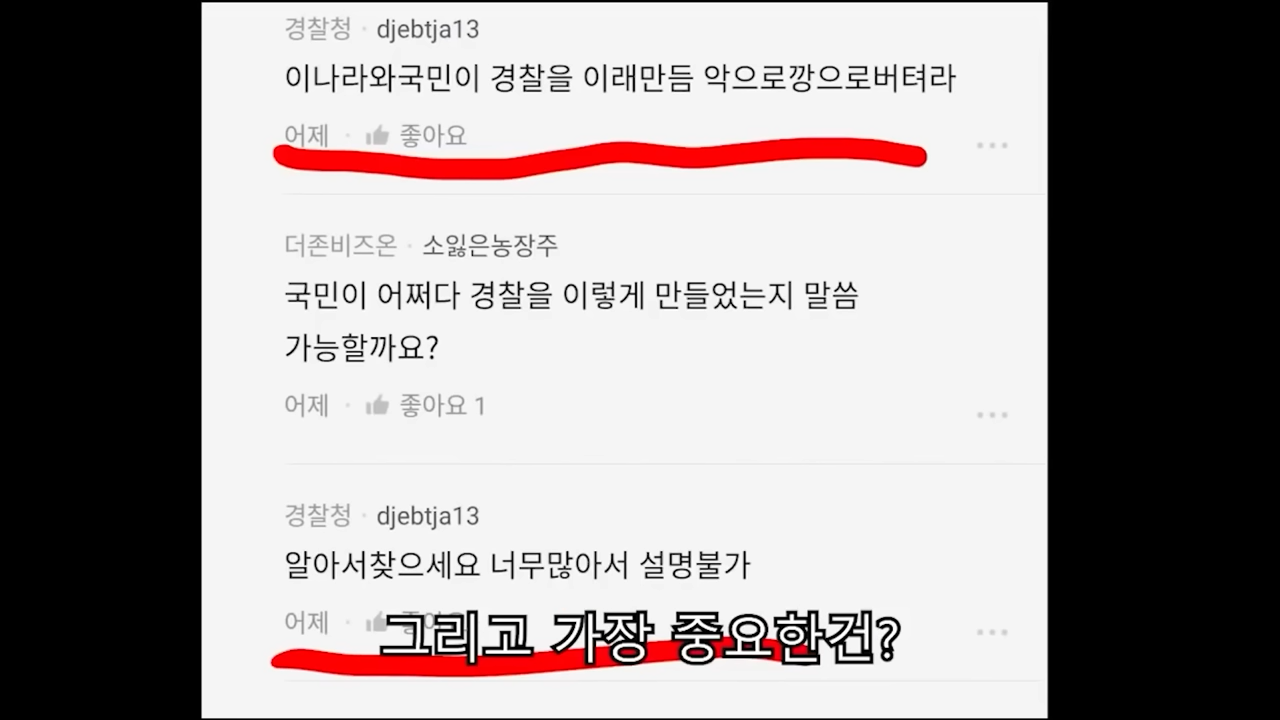 경찰청 · djebtja13
이나라와국민이 경찰을 이래만듬 악으로깡으로버텨라
어제 · 좋아요
더존비즈온 · 소잃은농장주
국민이 어쩌다 경찰을 이렇게 만들었는지 말씀
가능할까요?
어제 · 좋아요 1
경찰청 · djebtja13
알아서찾으세요 너무많아서 설명불가
어제 · 좋아요
그리고 가장 중요한건?